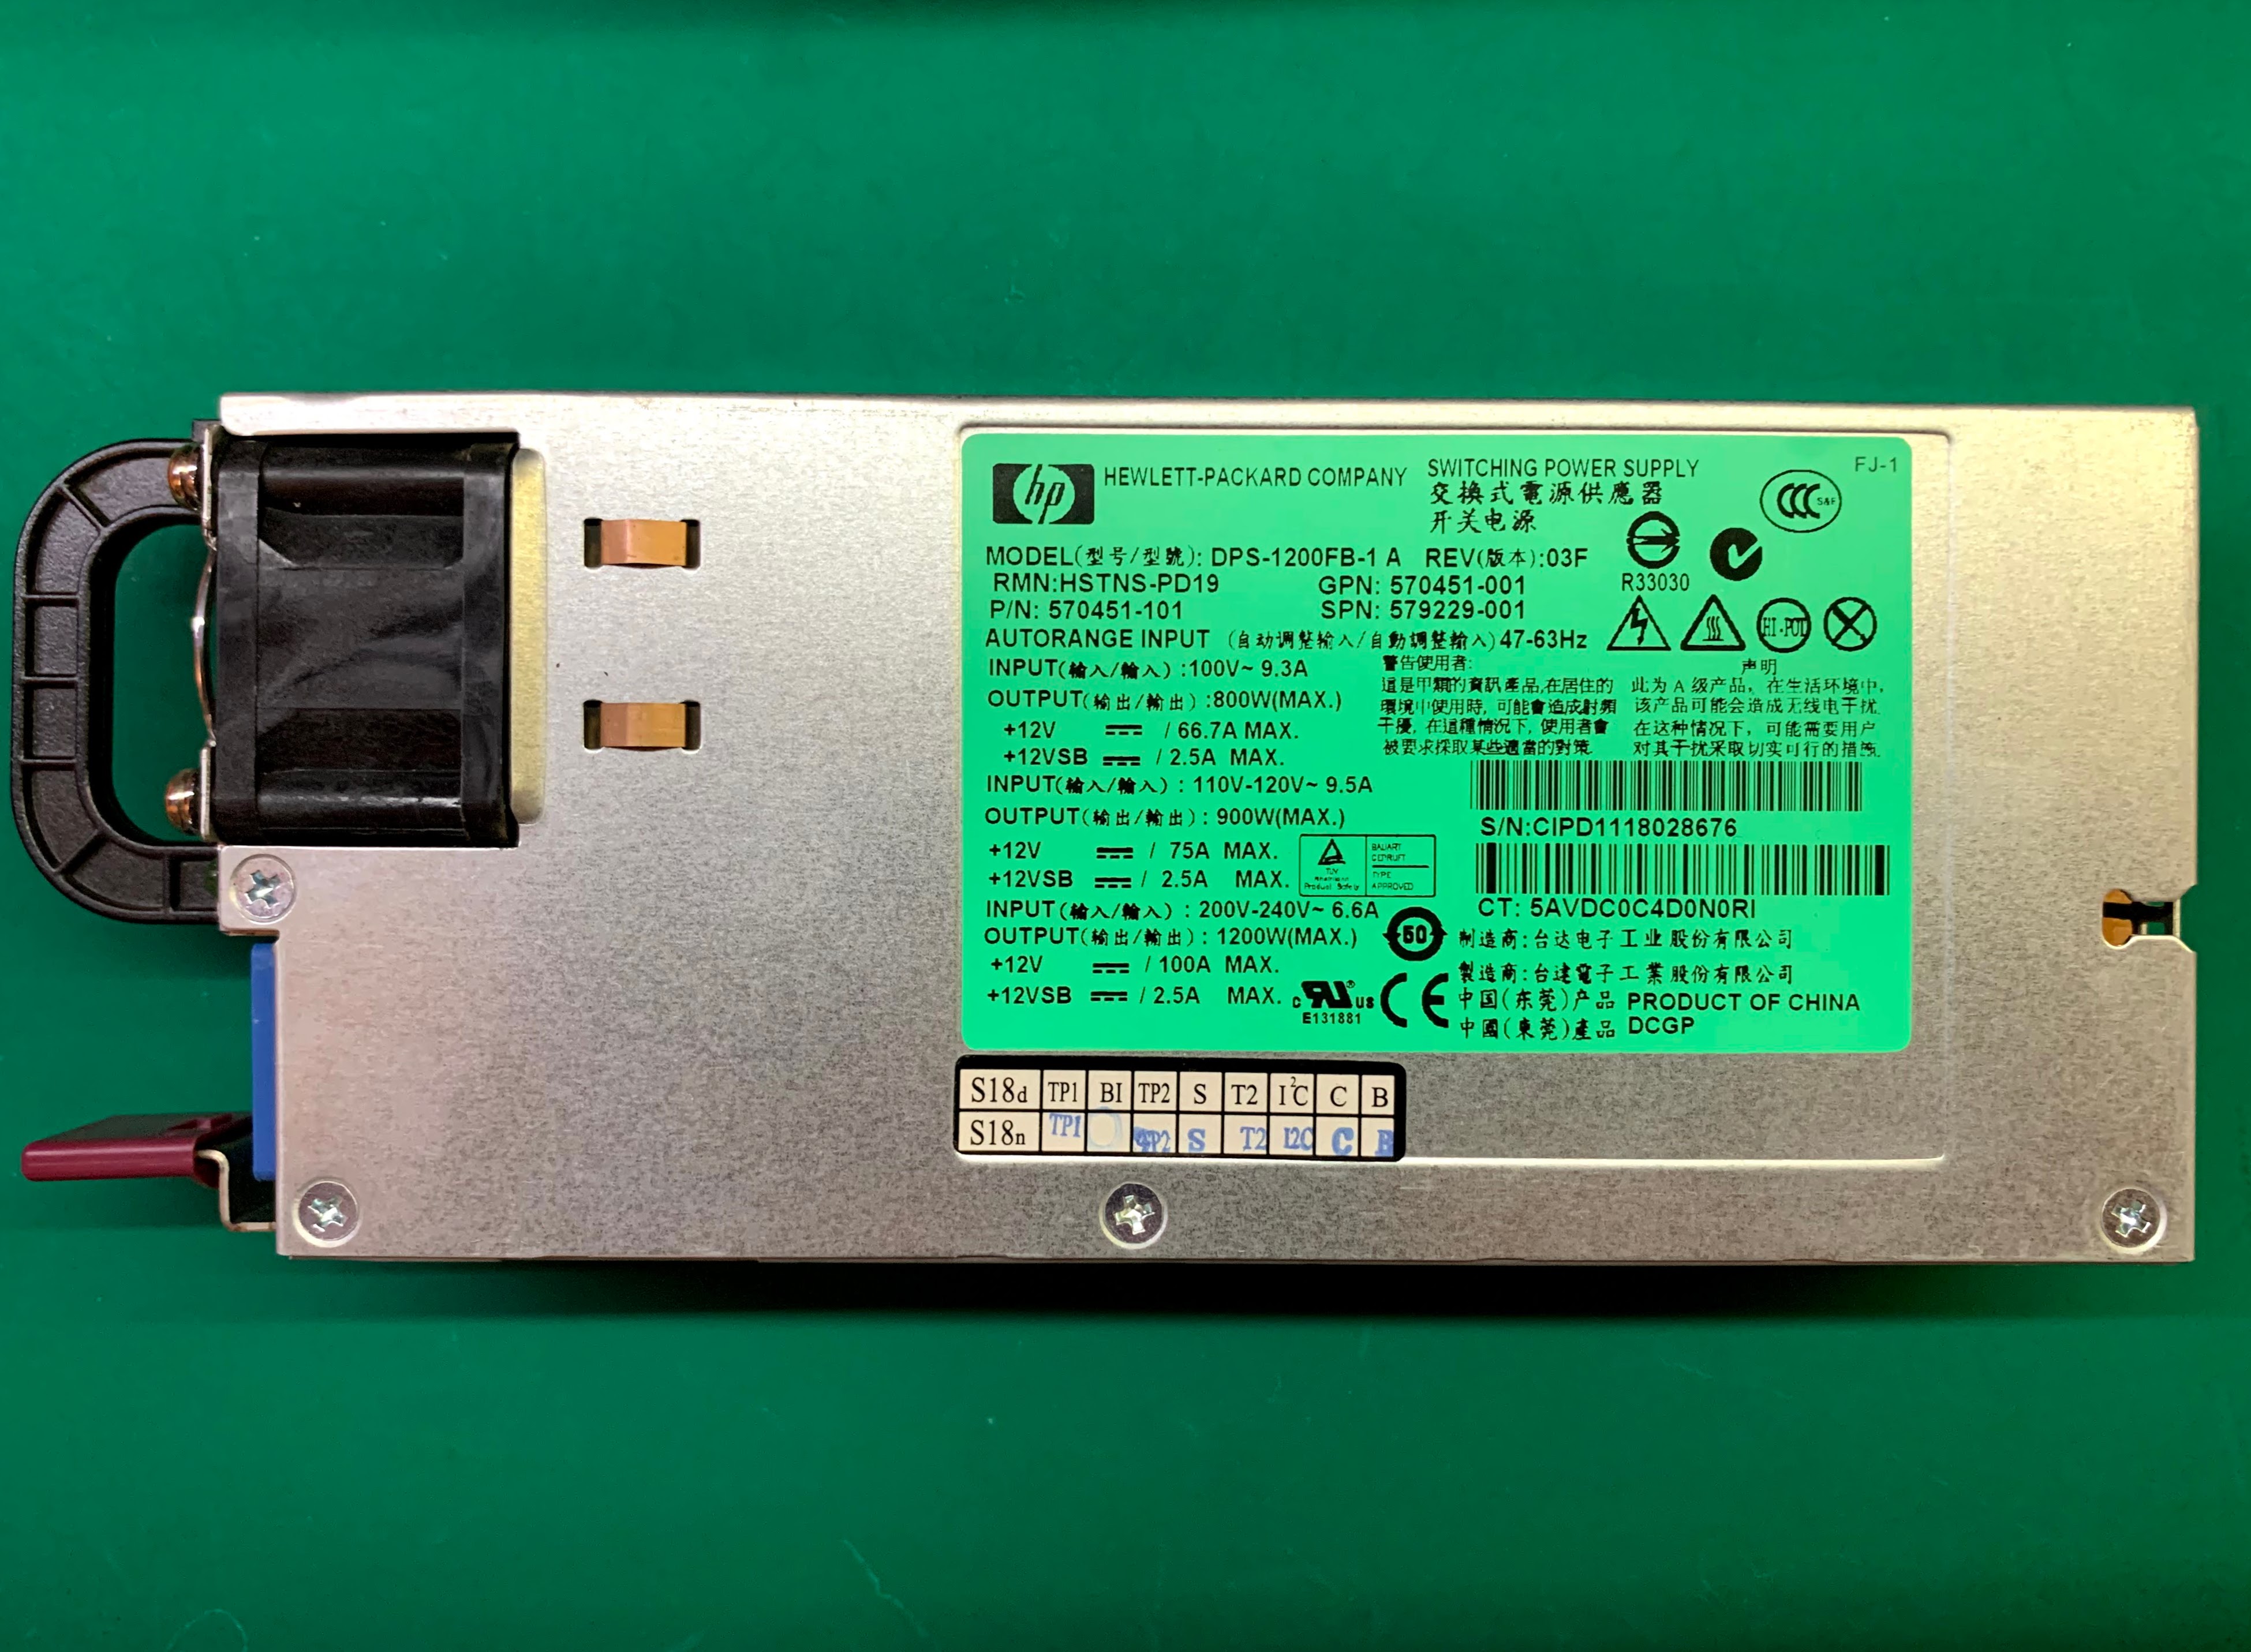 hp HEWLETT-PACKARD COMPANY
SWITCHING POWER SUPPLY
交換式電源供應器
开关电源
FJ-1
S&E
R33030
MODEL(型号/型號): DPS-1200FB-1 A REV(版本):03F
RMN:HSTNS-PD19 GPN: 570451-001
P/N: 570451-101 SPN: 579229-001
AUTORANGE INPUT (自动调整输入/自動調整輸入) 47-63Hz
HI-POT
INPUT(输入/輸入) :100V~ 9.3A
OUTPUT(输出/輸出) :800W(MAX.)
+12V / 66.7A MAX.
+12VSB / 2.5A MAX.
INPUT(输入/輸入) : 110V-120V~ 9.5A
OUTPUT(输出/輸出) : 900W(MAX.)
+12V / 75A MAX.
+12VSB / 2.5A MAX.
INPUT(输入/輸入) : 200V-240V~ 6.6A
OUTPUT(输出/輸出) : 1200W(MAX.)
+12V / 100A MAX.
+12VSB / 2.5A MAX.
警告使用者:
這是甲類的資訊產品,在居住的
環境中使用時, 可能會造成射頻
干擾, 在這種情況下, 使用者會
被要求採取某些適當的對策.
声明
此为 A 级产品, 在生活环境中,
该产品可能会造成无线电干扰.
在这种情况下, 可能需要用户
对其干扰采取切实可行的措施.
S/N:CIPD1118028676
CT: 5AVDC0C4D0N0RI
TUV
Rheinland
Product Safety
BAUART
GEPRUFT
TYPE
APPROVED
50
制造商:台达电子工业股份有限公司
製造商:台達電子工業股份有限公司
中国(东莞)产品 PRODUCT OF CHINA
中國(東莞)產品 DCGP
c RU® us
E131881
CE
S18d TP1 BI TP2 S T2 I²C C B
S18n TP1 TP2 S T2 I2C C B